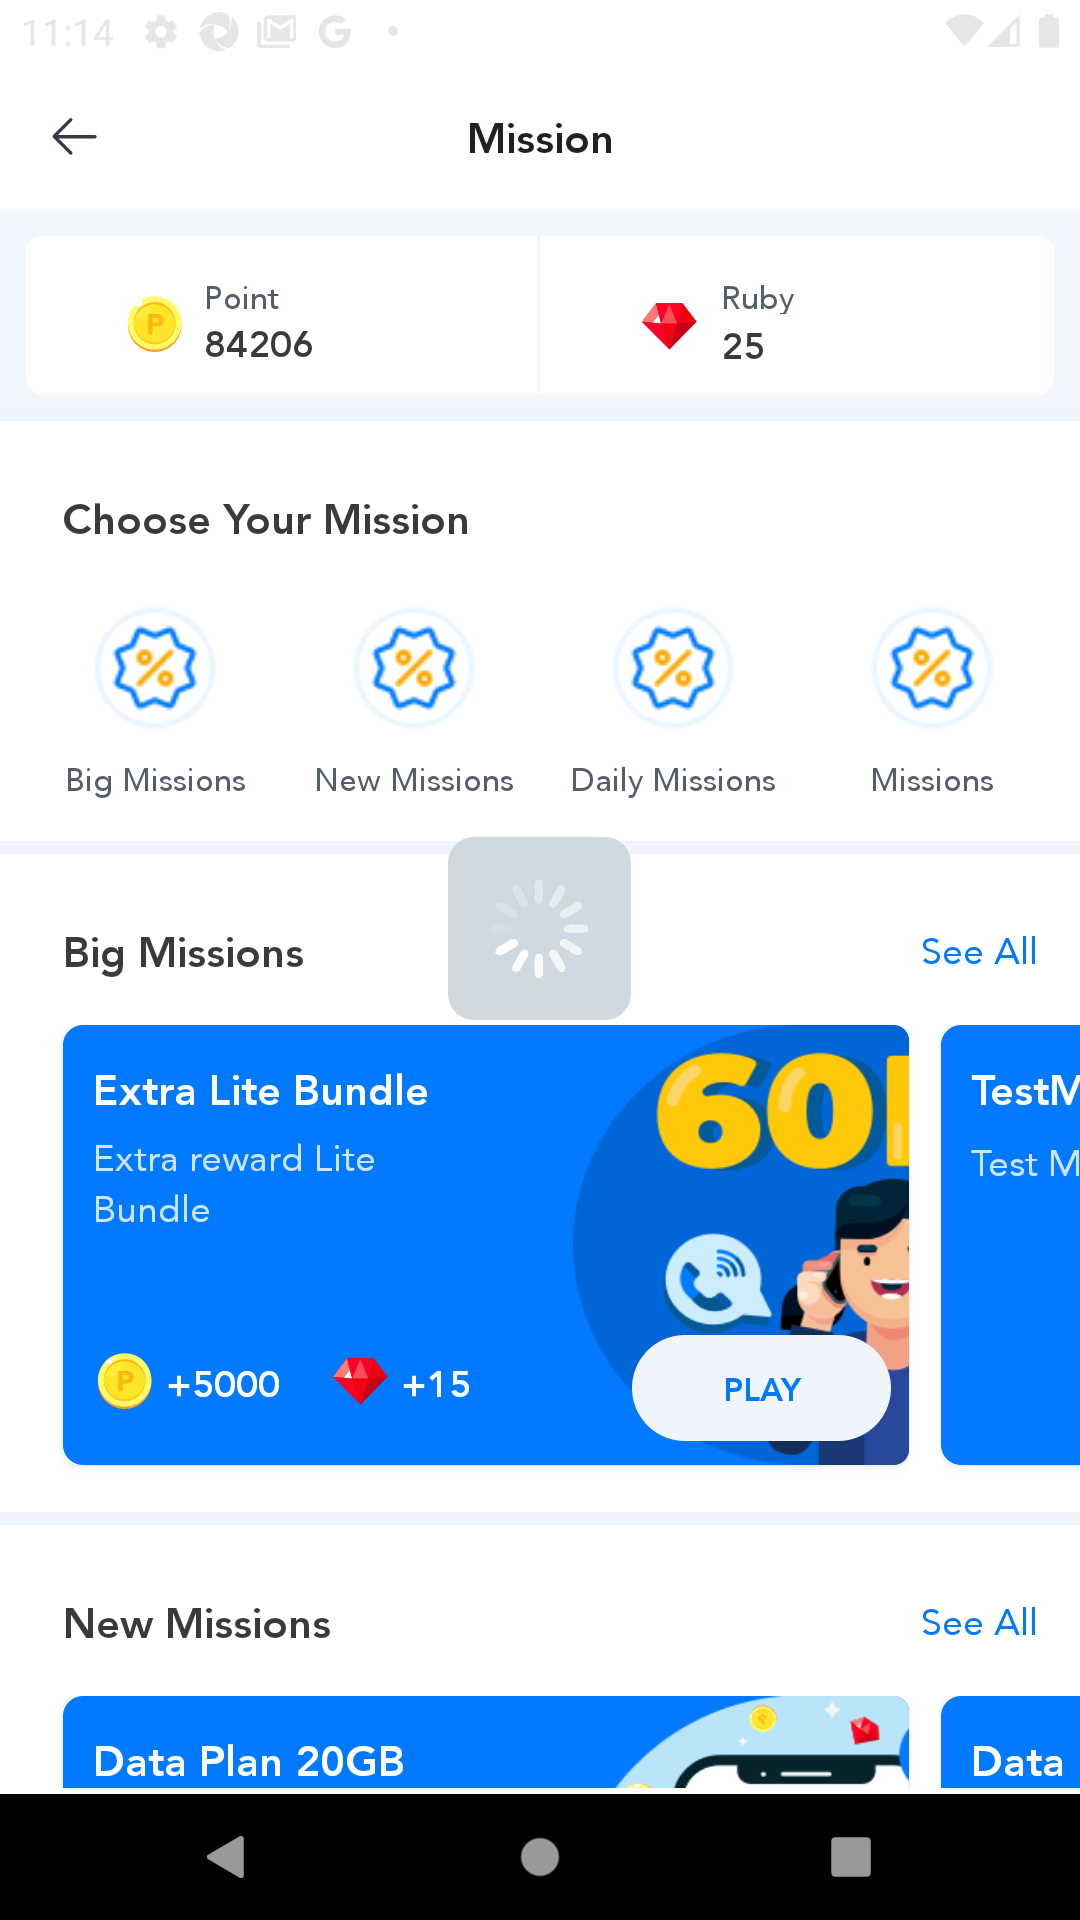 11:14
Mission
Point
84206
Ruby
25
Choose Your Mission
Big Missions
New Missions
Daily Missions
Missions
Big Missions
See All
Extra Lite Bundle
Extra reward Lite
Bundle
60
+5000
+15
PLAY
TestM
Test M
New Missions
See All
Data Plan 20GB
Data